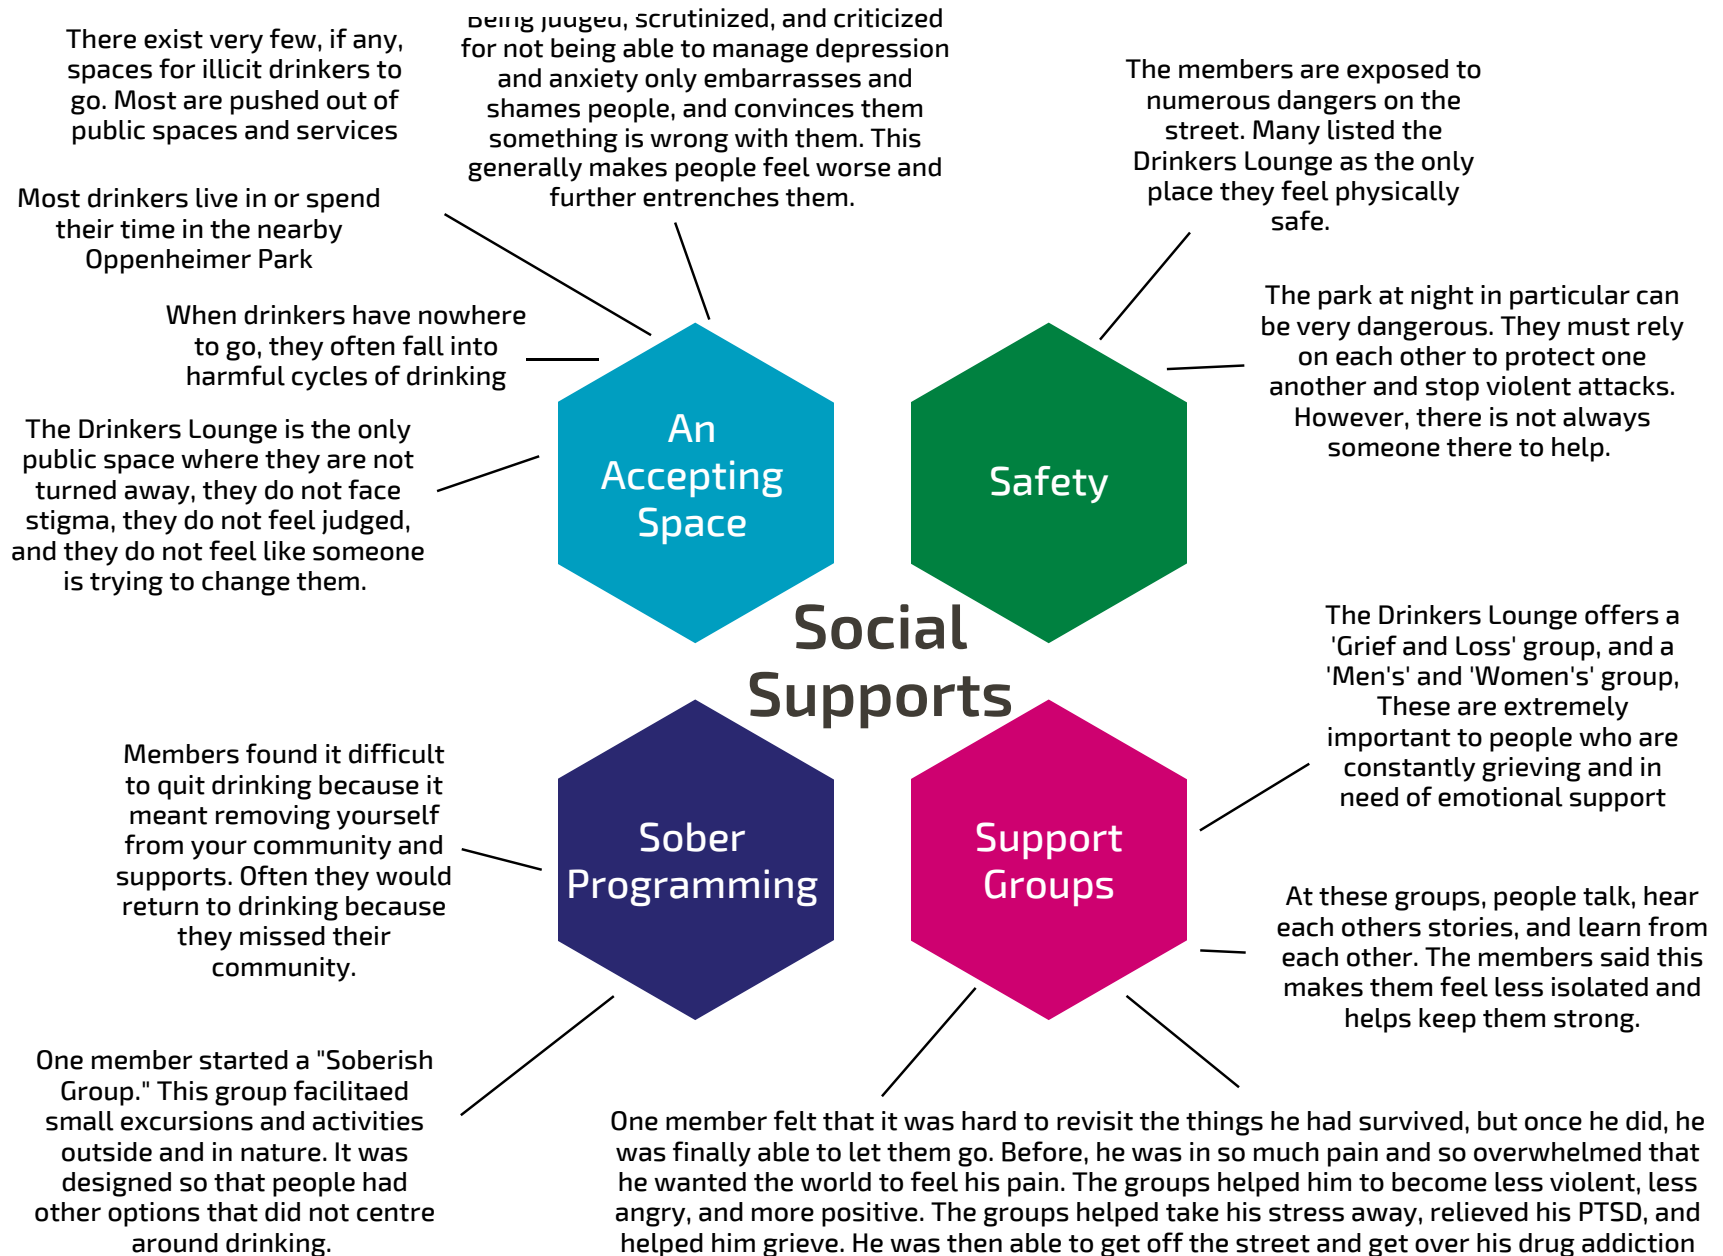 There exist very few, if any,
spaces for illicit drinkers to
go. Most are pushed out of
public spaces and services
Being judged, scrutinized, and criticized
for not being able to manage depression
and anxiety only embarrasses and
shames people, and convinces them
something is wrong with them. This
generally makes people feel worse and
further entrenches them.
The members are exposed to
numerous dangers on the
street. Many listed the
Drinkers Lounge as the only
place they feel physically
safe.
Most drinkers live in or spend
their time in the nearby
Oppenheimer Park
When drinkers have nowhere
to go, they often fall into
harmful cycles of drinking
The park at night in particular can
be very dangerous. They must rely
on each other to protect one
another and stop violent attacks.
However, there is not always
someone there to help.
The Drinkers Lounge is the only
public space where they are not
turned away, they do not face
stigma, they do not feel judged,
and they do not feel like someone
is trying to change them.
An
Accepting
Space
Safety
Social
Supports
The Drinkers Lounge offers a
'Grief and Loss' group, and a
'Men's' and 'Women's' group,
These are extremely
important to people who are
constantly grieving and in
need of emotional support
Members found it difficult
to quit drinking because it
meant removing yourself
from your community and
supports. Often they would
return to drinking because
they missed their
community.
Sober
Programming
Support
Groups
At these groups, people talk, hear
each others stories, and learn from
each other. The members said this
makes them feel less isolated and
helps keep them strong.
One member started a "Soberish
Group." This group facilitaed
small excursions and activities
outside and in nature. It was
designed so that people had
other options that did not centre
around drinking.
One member felt that it was hard to revisit the things he had survived, but once he did, he
was finally able to let them go. Before, he was in so much pain and so overwhelmed that
he wanted the world to feel his pain. The groups helped him to become less violent, less
angry, and more positive. The groups helped take his stress away, relieved his PTSD, and
helped him grieve. He was then able to get off the street and get over his drug addiction